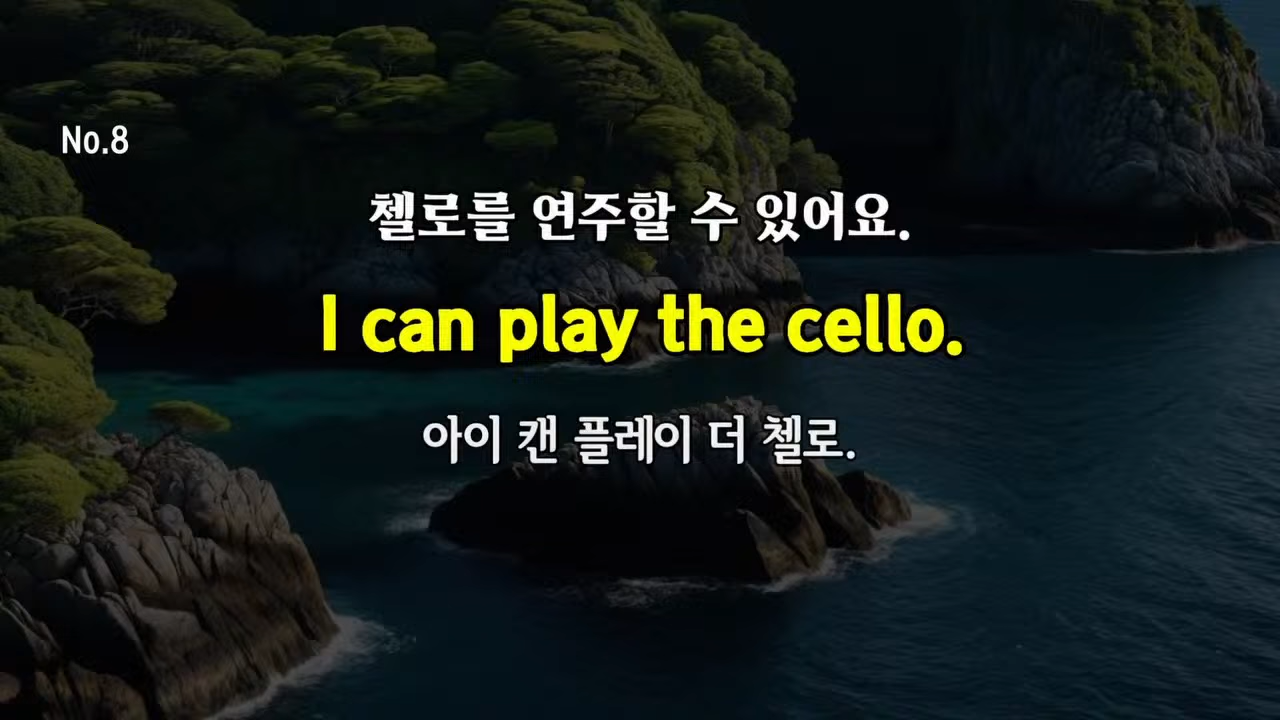 No.8
첼로를 연주할 수 있어요.
I can play the cello.
아이 캔 플레이 더 첼로.